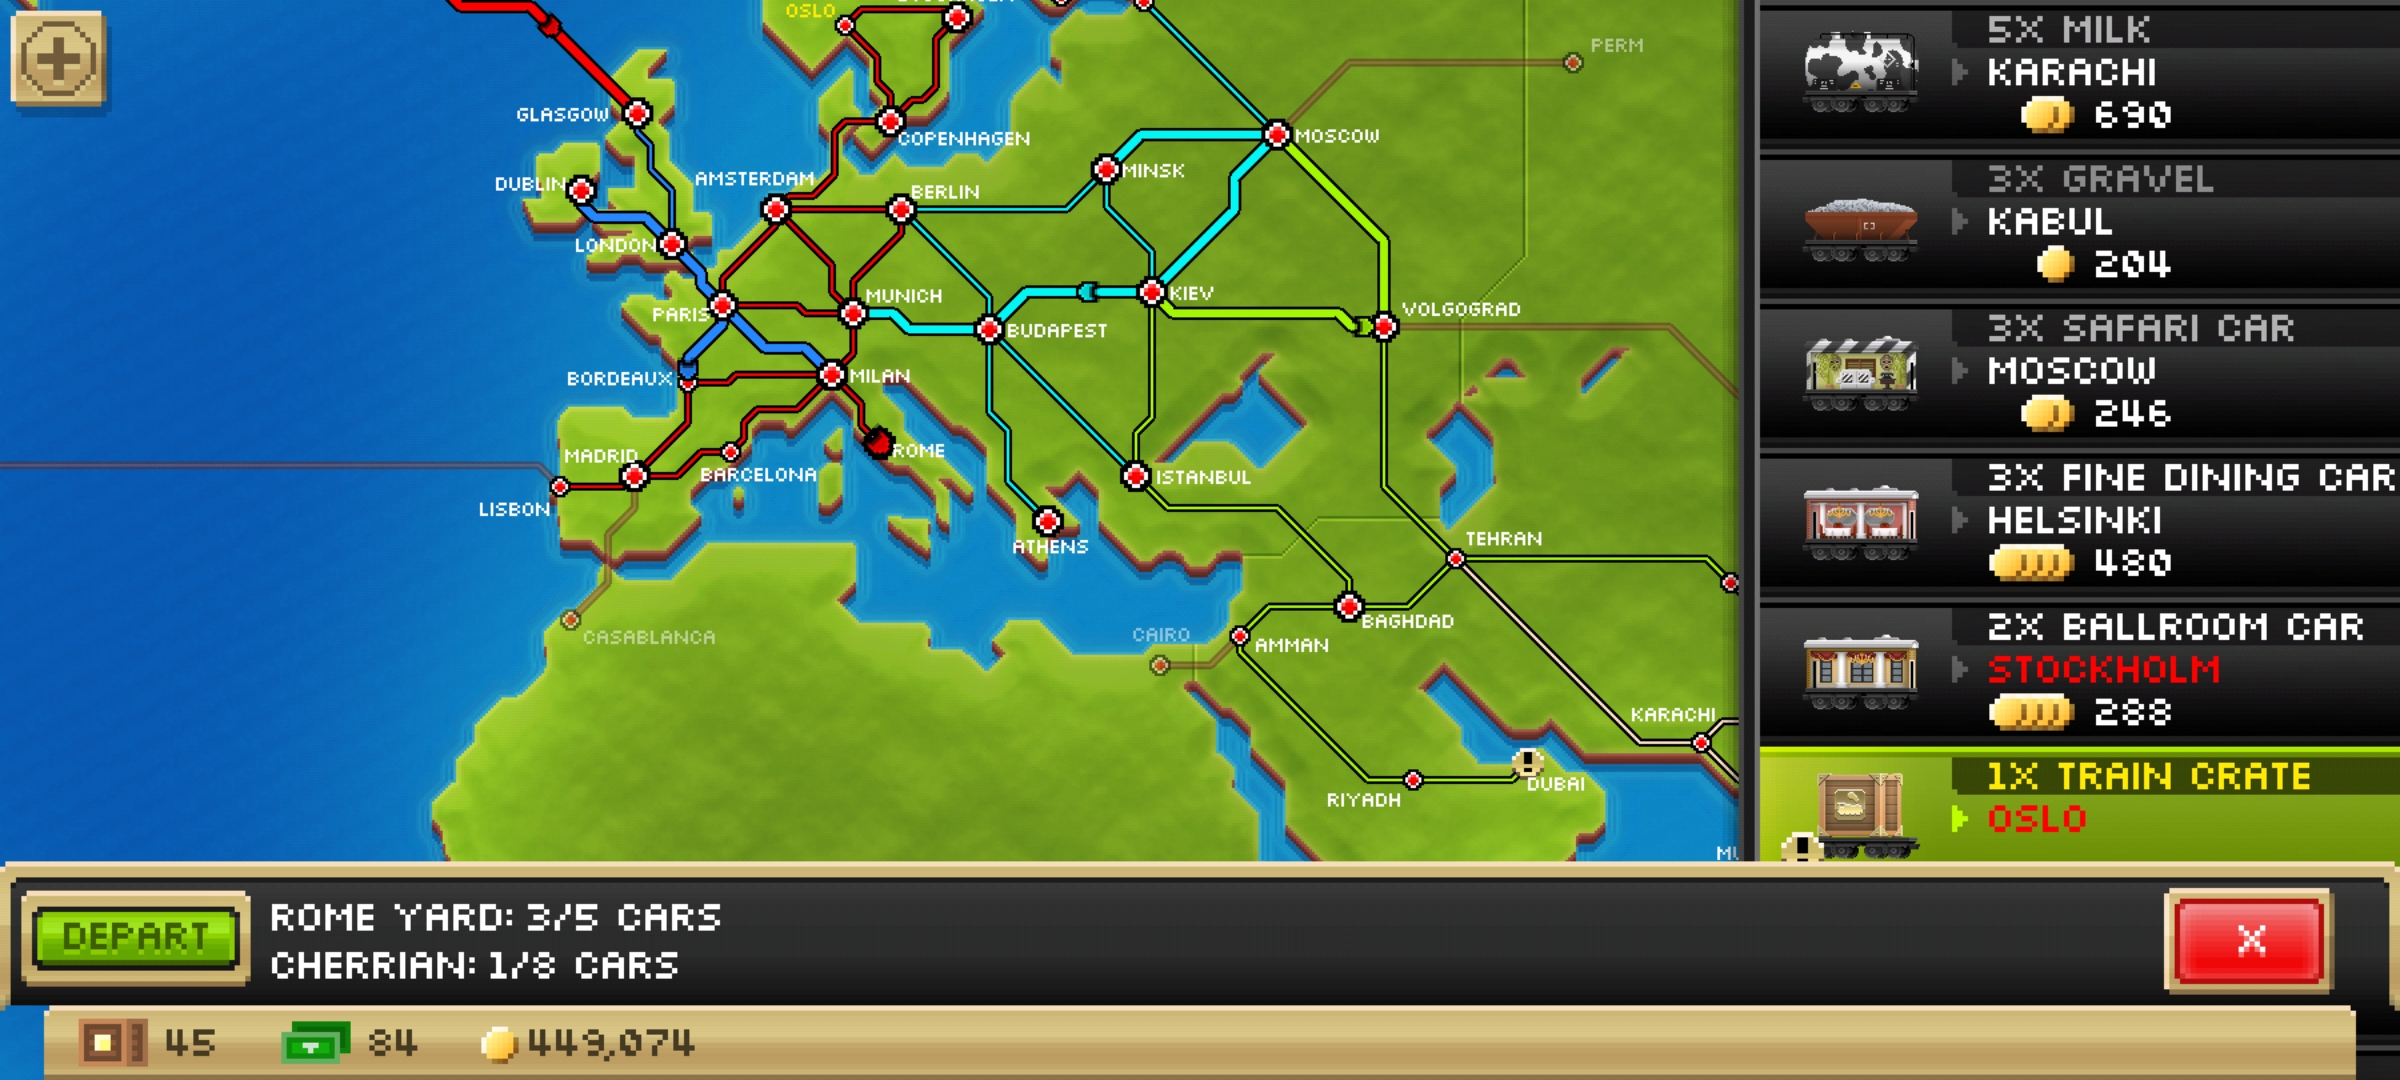 OSLO
PERM
GLASGOW
COPENHAGEN
MOSCOW
MINSK
AMSTERDAM
DUBLIN
BERLIN
LONDON
MUNICH
KIEV
PARIS
VOLGOGRAD
BUDAPEST
BORDEAUX
MILAN
ROME
MADRID
BARCELONA
ISTANBUL
LISBON
ATHENS
TEHRAN
CASABLANCA
CAIRO
AMMAN
BAGHDAD
KARACHI
DUBAI
RIYADH
5X MILK
KARACHI
690
3X GRAVEL
KABUL
204
3X SAFARI CAR
MOSCOW
246
3X FINE DINING CAR
HELSINKI
480
2X BALLROOM CAR
STOCKHOLM
288
1X TRAIN CRATE
OSLO
DEPART
ROME YARD: 3/5 CARS
CHERRIAN: 1/8 CARS
X
45
84
449,074